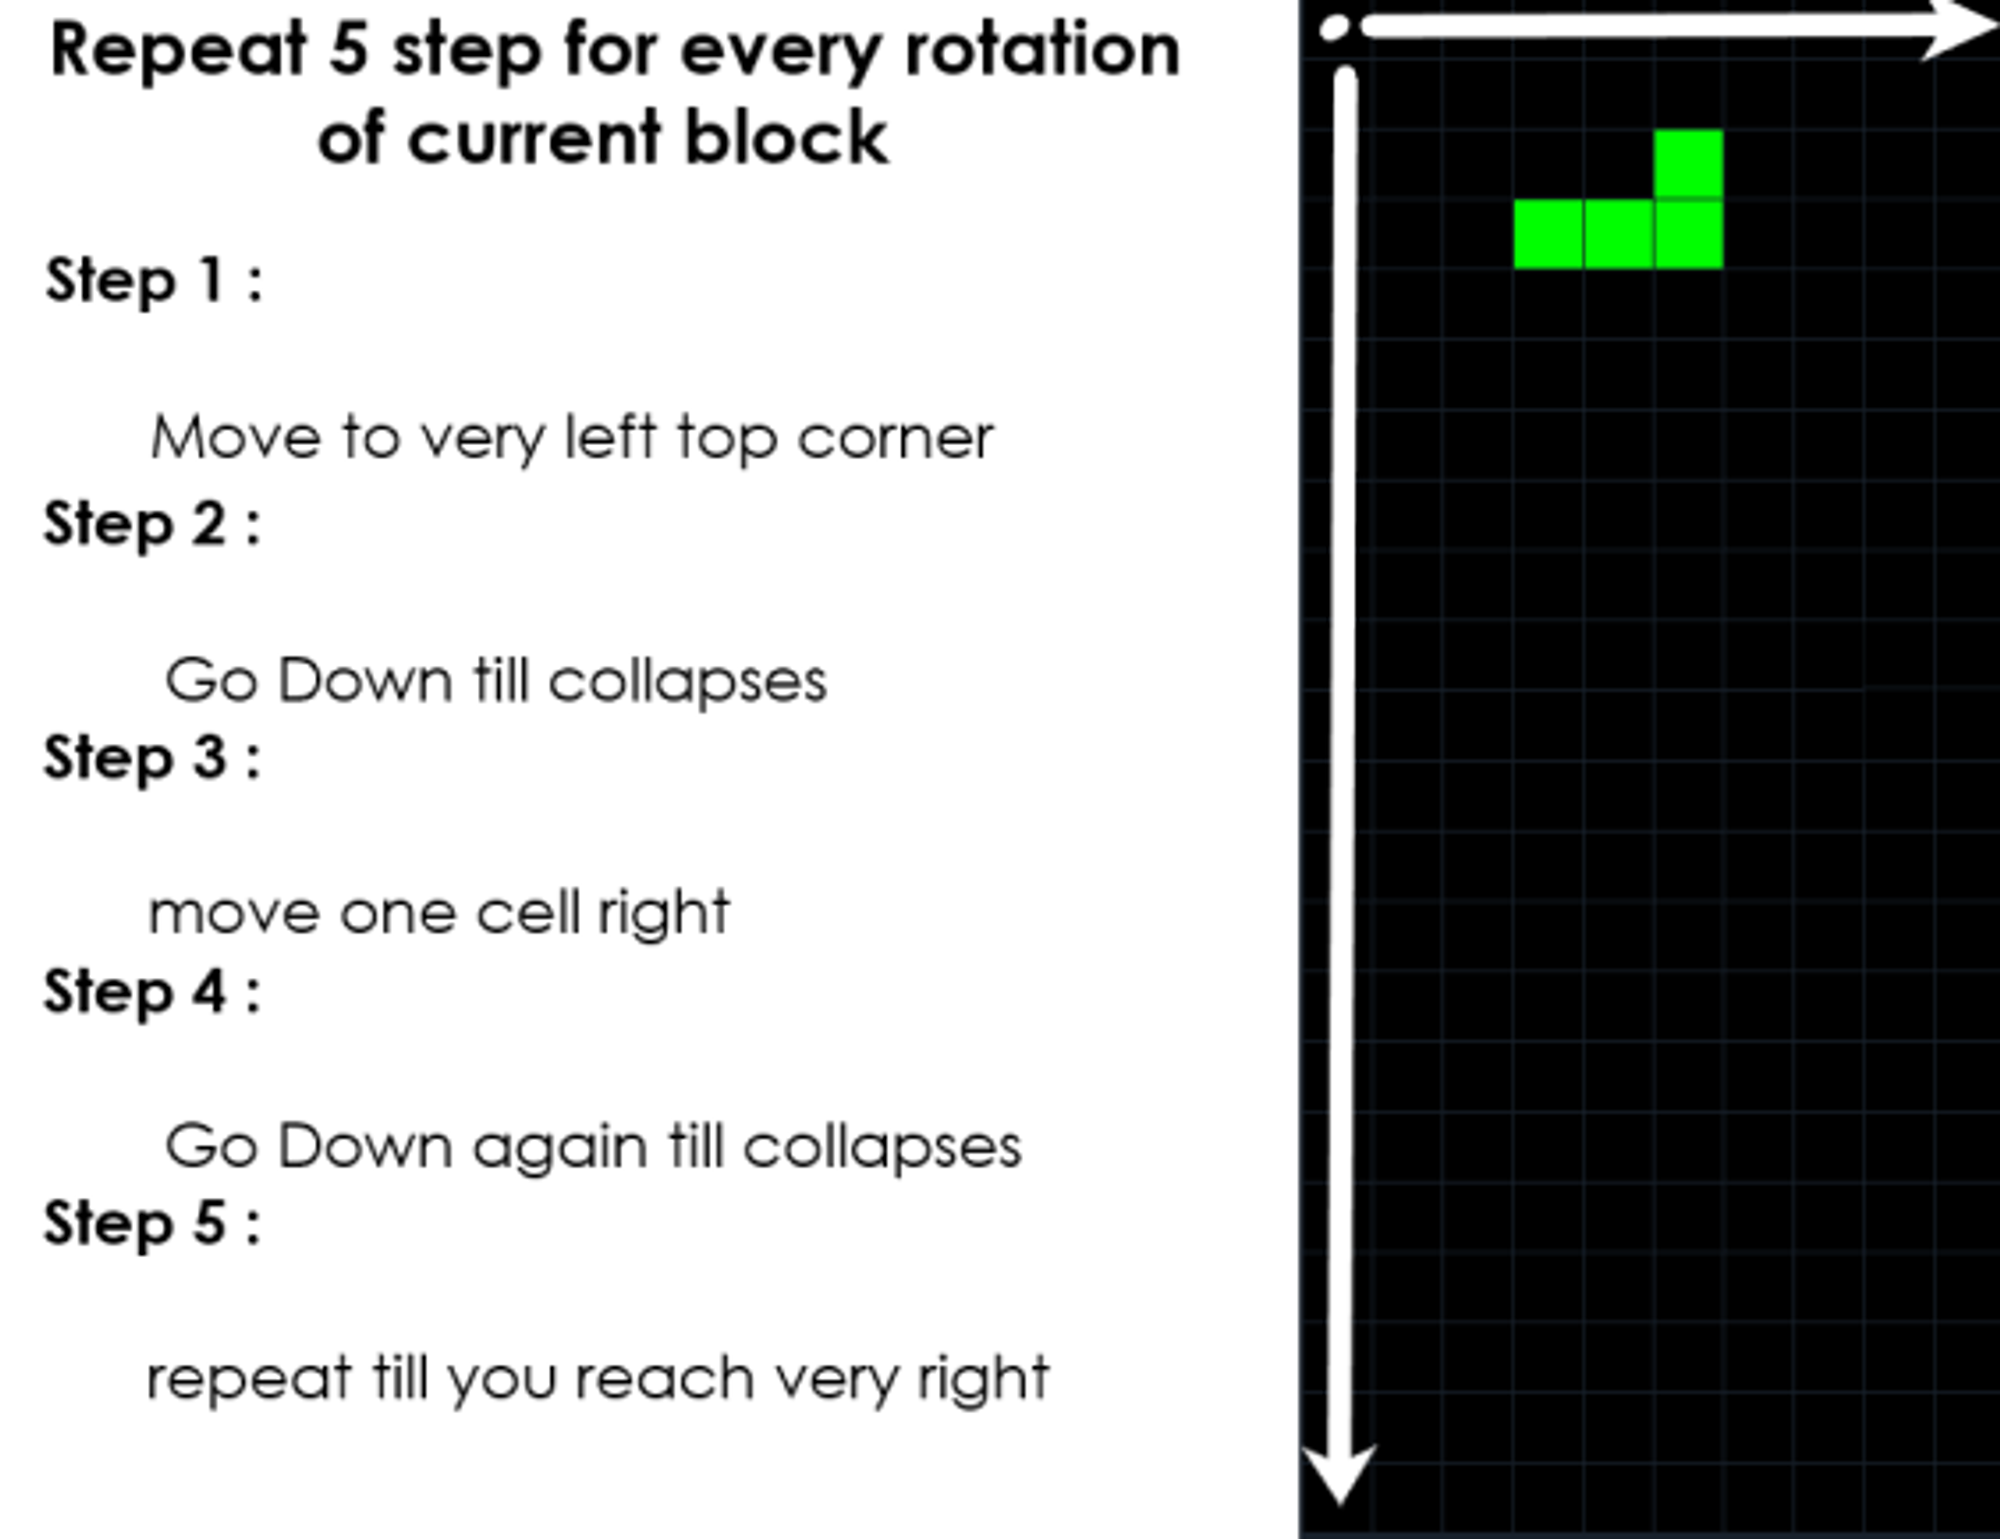 Repeat 5 step for every rotation
of current block
Step 1 :
Move to very left top corner
Step 2 :
Go Down till collapses
Step 3 :
move one cell right
Step 4 :
Go Down again till collapses
Step 5 :
repeat till you reach very right